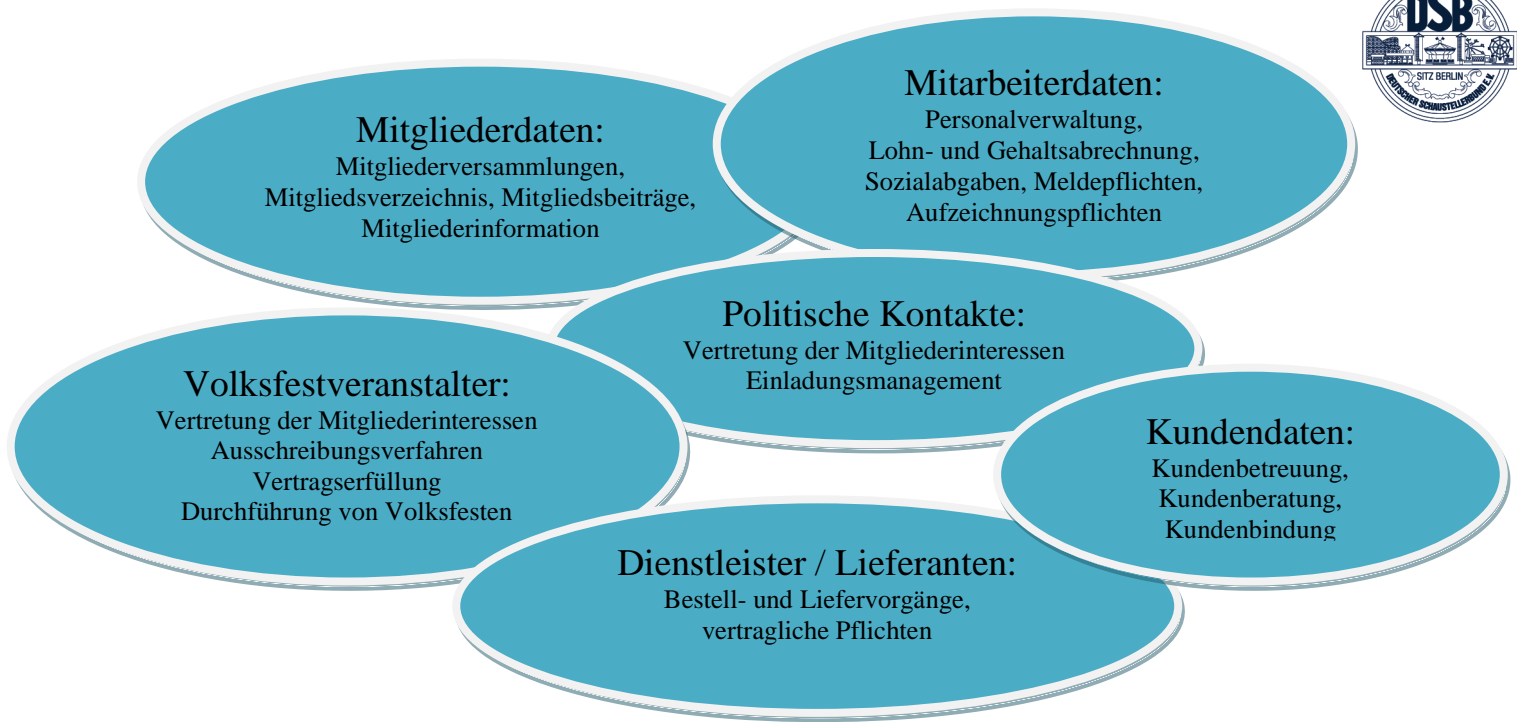 DSB
SITZ BERLIN
DEUTSCHER SCHAUSTELLERBUND E.V.
Mitarbeiterdaten:
Personalverwaltung,
Lohn- und Gehaltsabrechnung,
Sozialabgaben, Meldepflichten,
Aufzeichnungspflichten
Mitgliederdaten:
Mitgliederversammlungen,
Mitgliedsverzeichnis, Mitgliedsbeiträge,
Mitgliederinformation
Politische Kontakte:
Vertretung der Mitgliederinteressen
Einladungsmanagement
Volksfestveranstalter:
Vertretung der Mitgliederinteressen
Ausschreibungsverfahren
Vertragserfüllung
Durchführung von Volksfesten
Kundendaten:
Kundenbetreuung,
Kundenberatung,
Kundenbindung
Dienstleister / Lieferanten:
Bestell- und Liefervorgänge,
vertragliche Pflichten